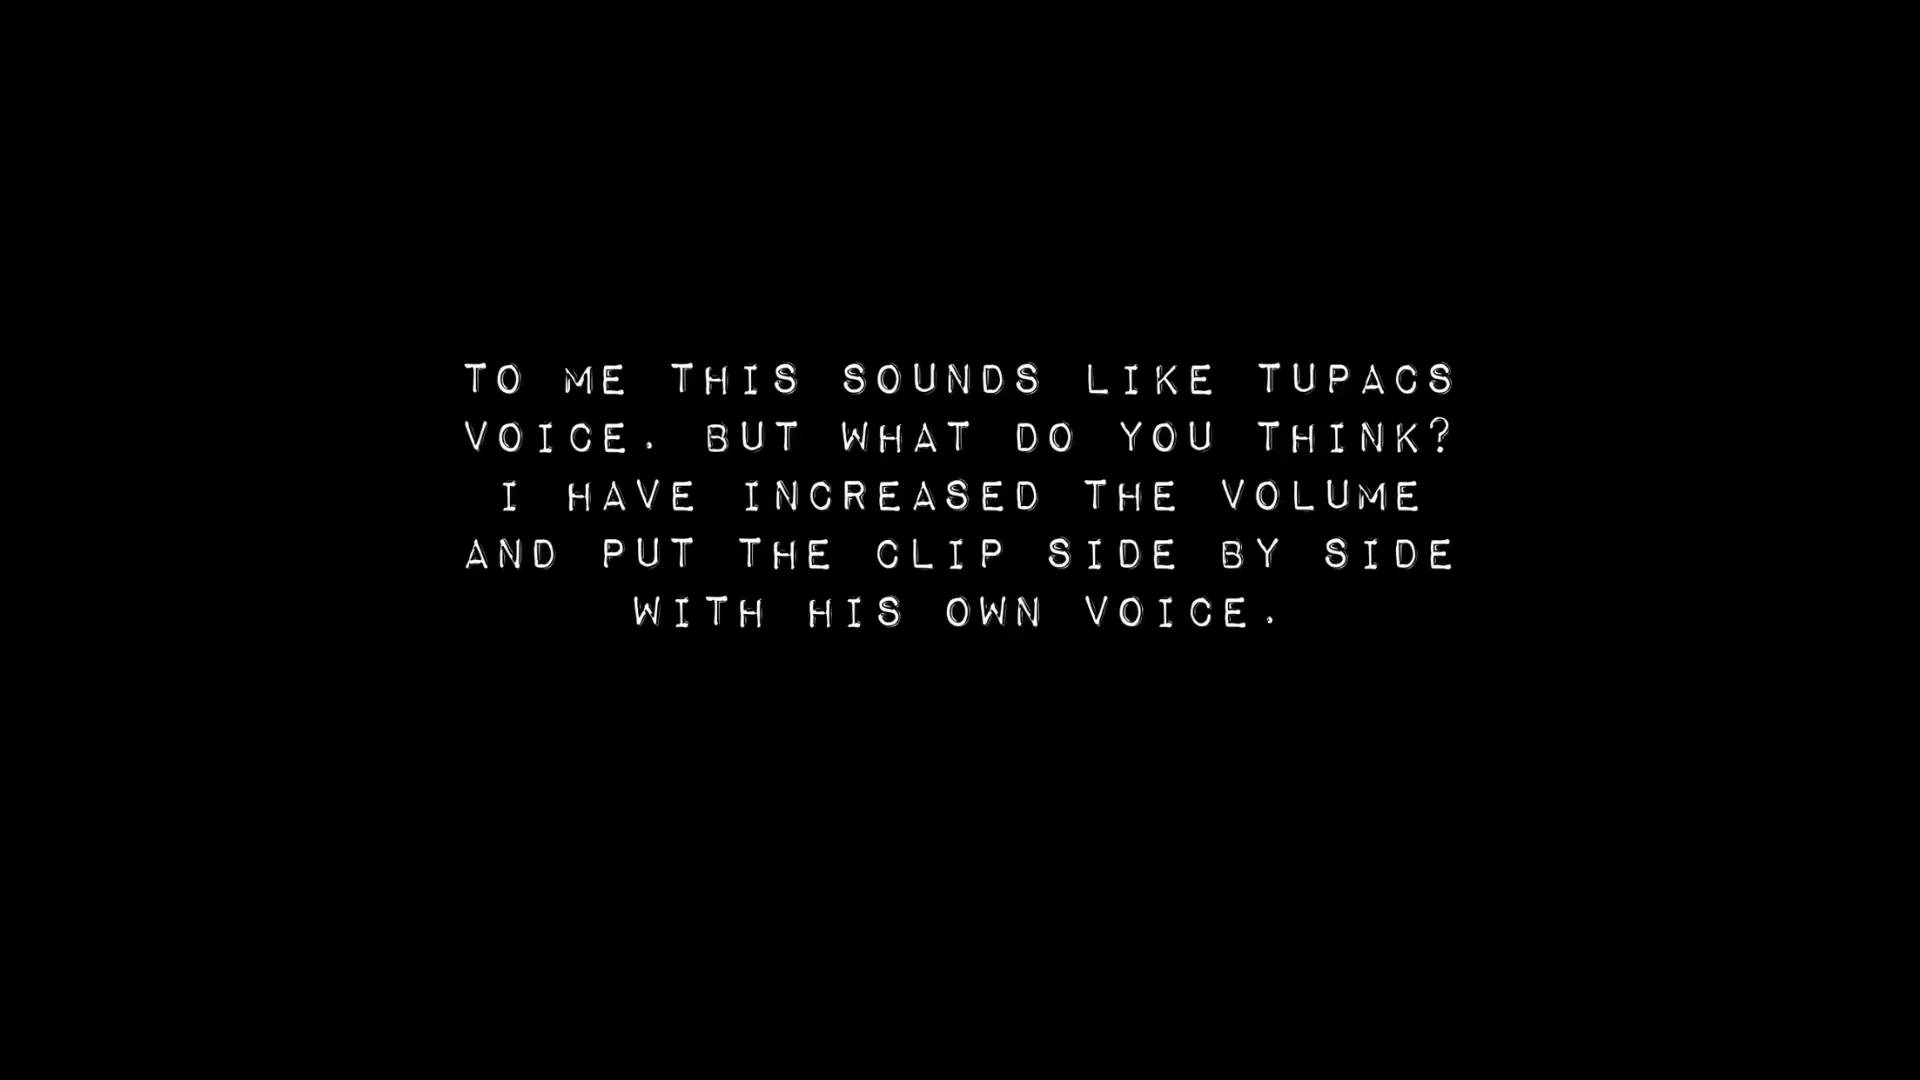 TO ME THIS SOUNDS LIKE TUPACS
VOICE. BUT WHAT DO YOU THINK?
I HAVE INCREASED THE VOLUME
AND PUT THE CLIP SIDE BY SIDE
WITH HIS OWN VOICE.